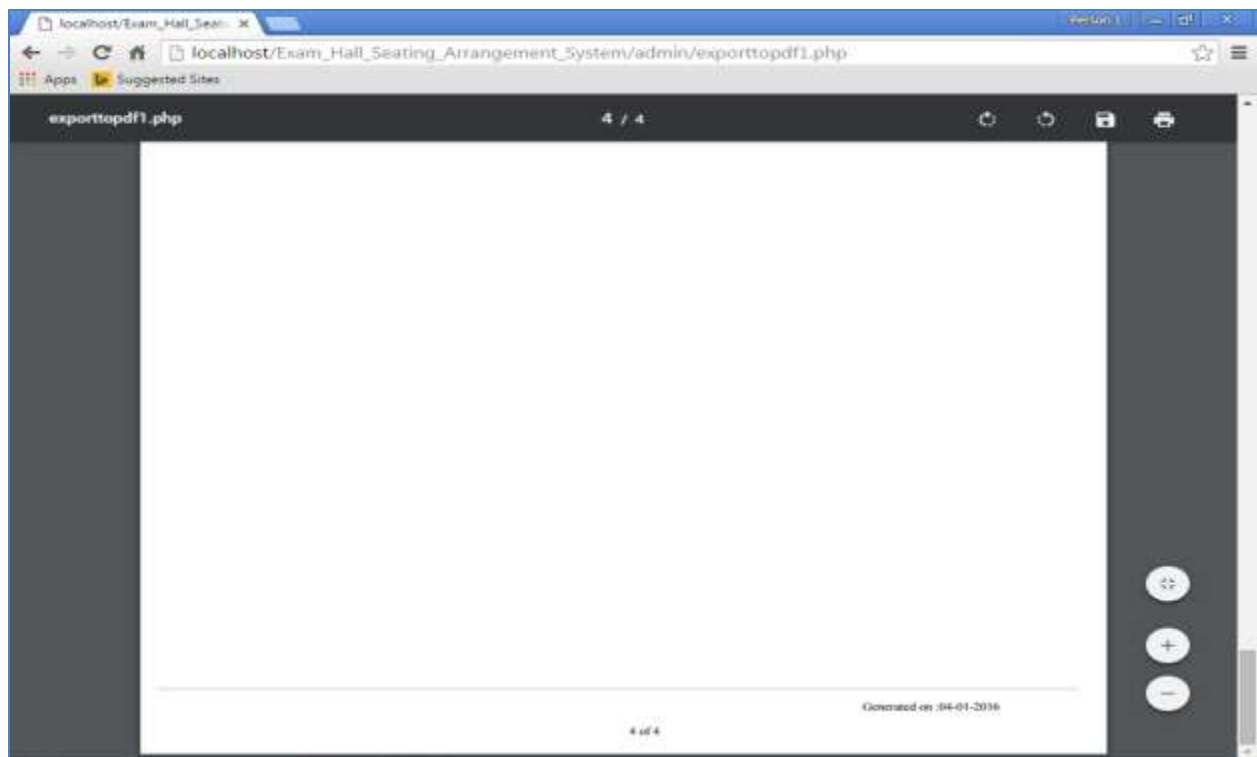 localhost/Exam_Hall_Seat
localhost/Exam_Hall_Seating_Arrangement_System/admin/exporttopdf1.php
Apps Suggested Sites
exporttopdf1.php 4 / 4
Generated on :04-01-2016
4 of 4